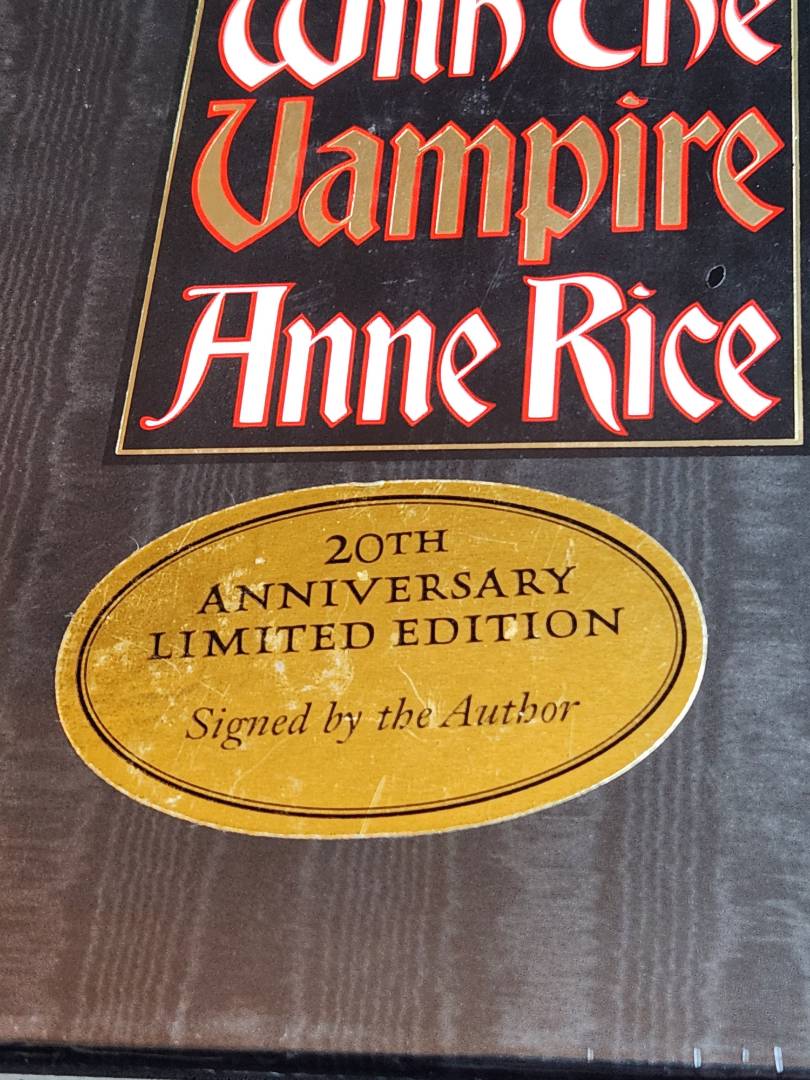 With The
Vampire
Anne Rice
20TH
ANNIVERSARY
LIMITED EDITION
Signed by the Author